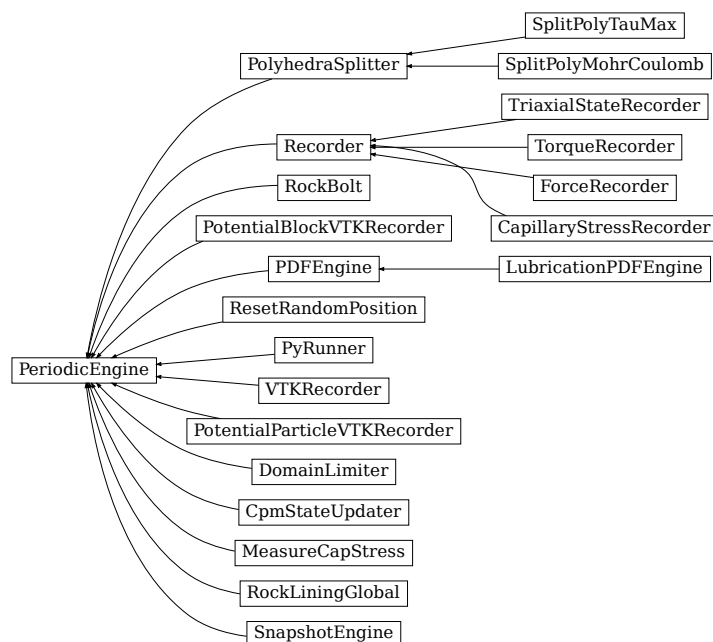 SplitPolyTauMax
PolyhedraSplitter
SplitPolyMohrCoulomb
TriaxialStateRecorder
Recorder
TorqueRecorder
RockBolt
ForceRecorder
PotentialBlockVTKRecorder
CapillaryStressRecorder
PDFEngine
LubricationPDFEngine
ResetRandomPosition
PyRunner
PeriodicEngine
VTKRecorder
PotentialParticleVTKRecorder
DomainLimiter
CpmStateUpdater
MeasureCapStress
RockLiningGlobal
SnapshotEngine